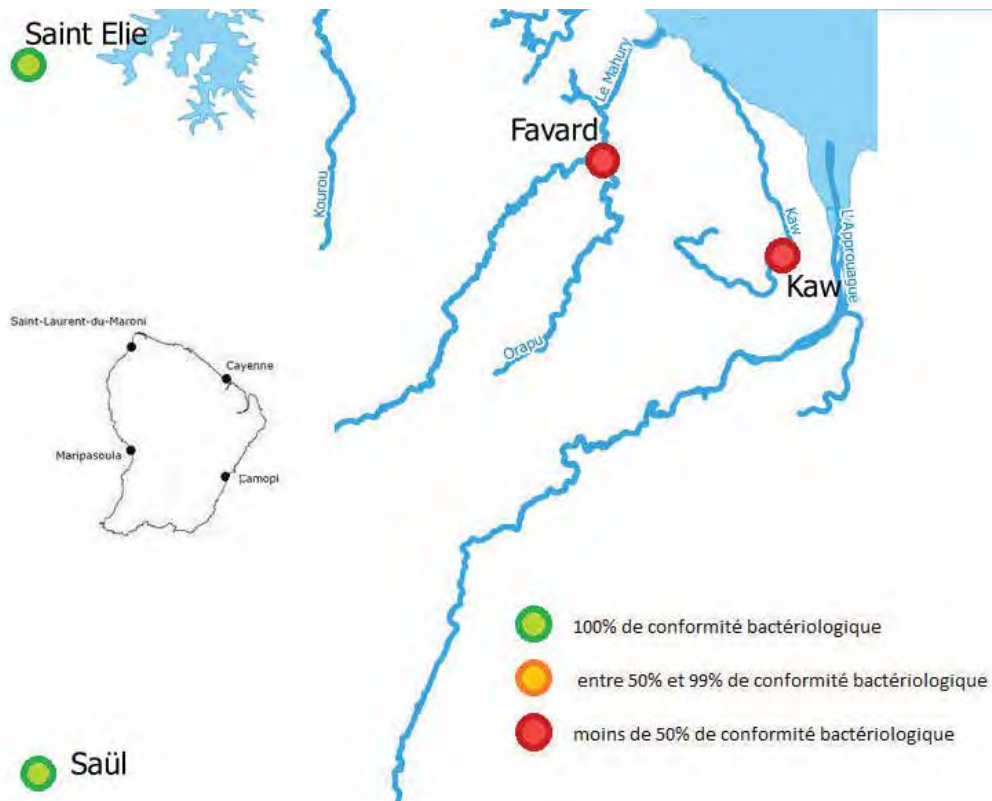 Saint Elie
Le Mahury
Favard
Kourou
Kaw
L'Approuague
Kaw
Orapu
Saint-Laurent-du-Maroni
Cayenne
Maripasoula
Camopi
100% de conformité bactériologique
entre 50% et 99% de conformité bactériologique
moins de 50% de conformité bactériologique
Saül